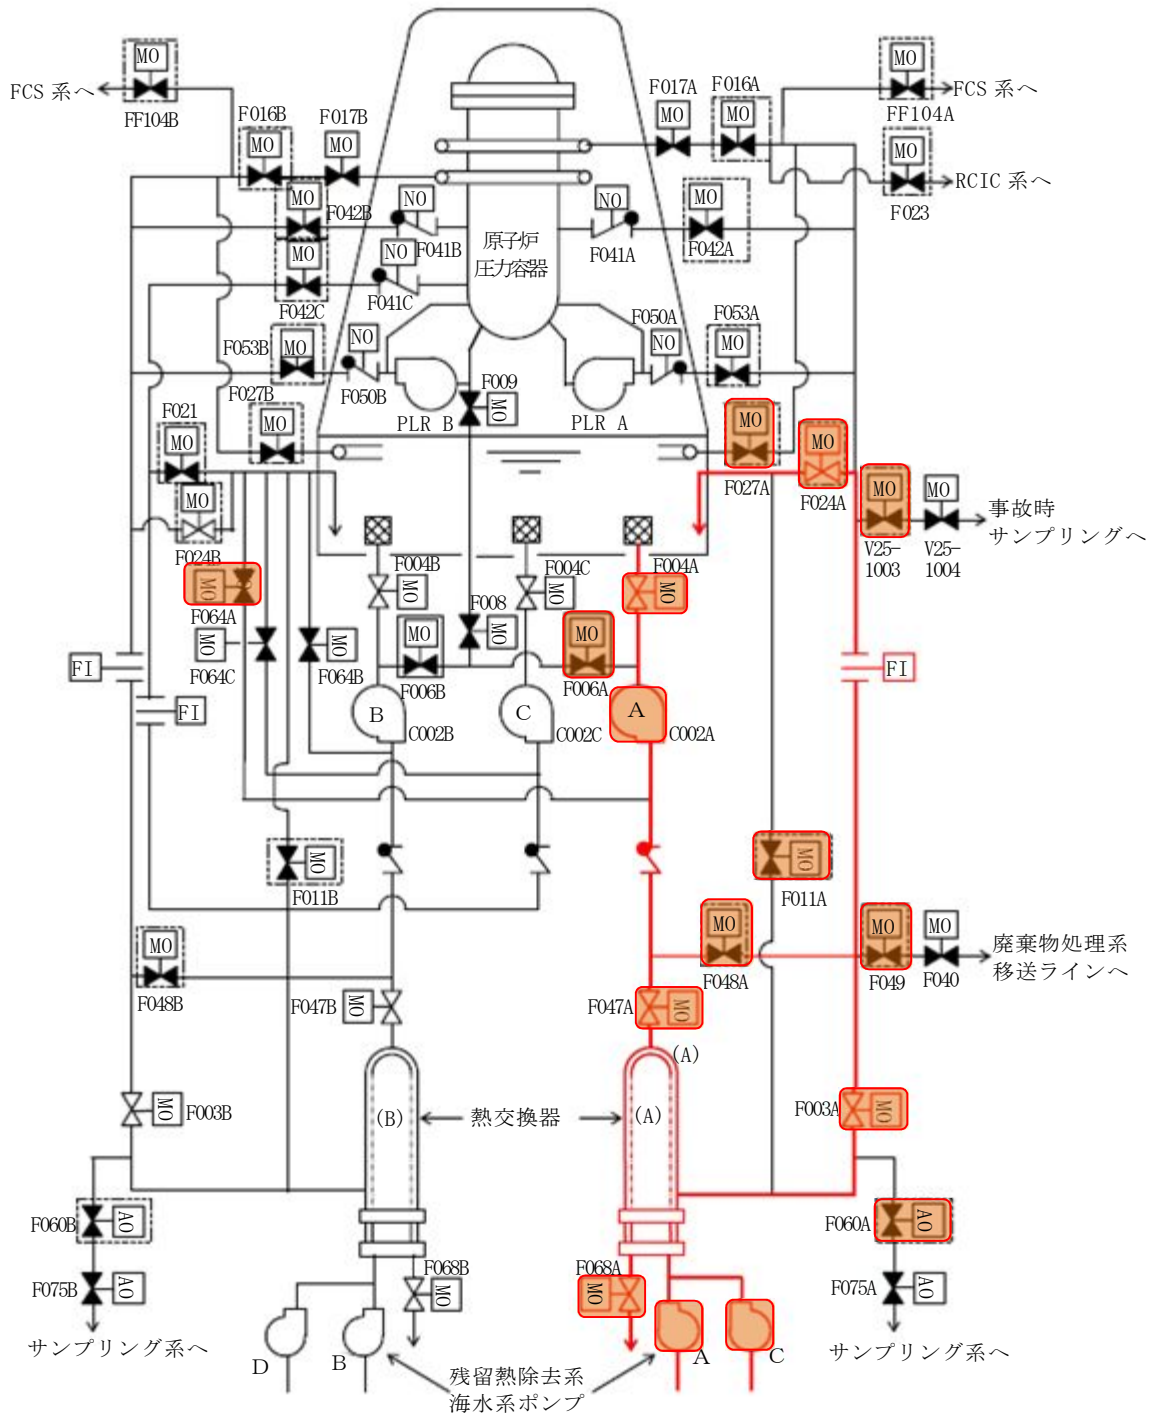 MO
FCS 系へ
FF104B
F016B
F017B
MO
MO
MO
F042B
MO
F042C
NO
F041B
NO
F041C
原子炉
圧力容器
F017A
F016A
MO
MO
MO
FCS 系へ
FF104A
MO
RCIC 系へ
F023
NO
F041A
MO
F042A
F053B
MO
NO
F050B
F050A
NO
F053A
MO
F027B
MO
F021
MO
PLR B
F009
MO
PLR A
MO
F027A
MO
F024A
MO
V25-
1003
MO
V25-
1004
事故時
サンプリングへ
MO
F024B
MO
F064A
MO
F064C
MO
F064B
F004B
MO
F004C
MO
F004A
MO
F008
MO
MO
F006B
MO
F006A
FI
FI
FI
B
C002B
C
C002C
A
C002A
MO
F011B
MO
F011A
MO
F048B
MO
F048A
MO
F049
MO
F040
廃棄物処理系
移送ラインへ
F047B
MO
F047A
MO
(A)
(B)
熱交換器
(A)
MO
F003B
F003A
MO
F060B
AO
F060A
AO
F075B
AO
F075A
AO
F068B
MO
F068A
MO
サンプリング系へ
サンプリング系へ
D
B
A
C
残留熱除去系
海水系ポンプ